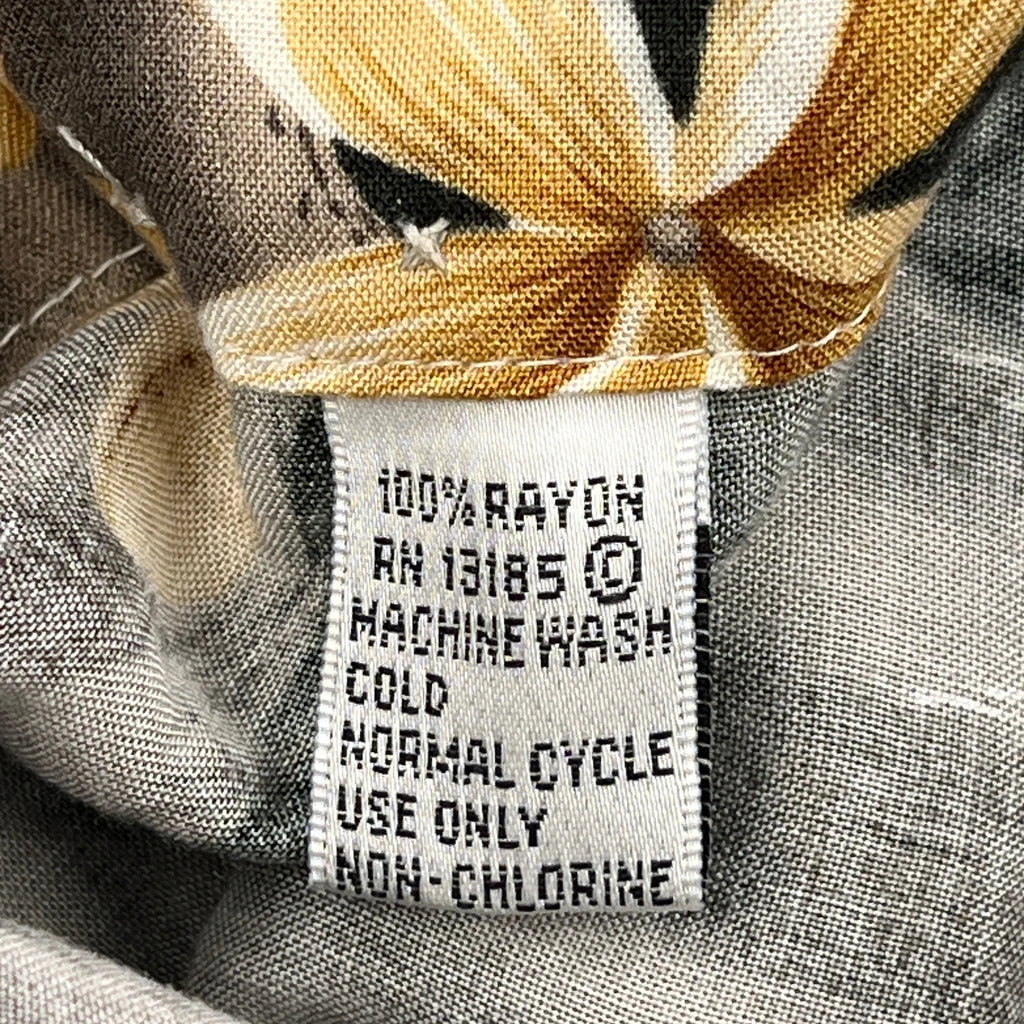 100% RAYON
RN 13185 ©
MACHINE WASH
COLD
NORMAL CYCLE
USE ONLY
NON-CHLORINE